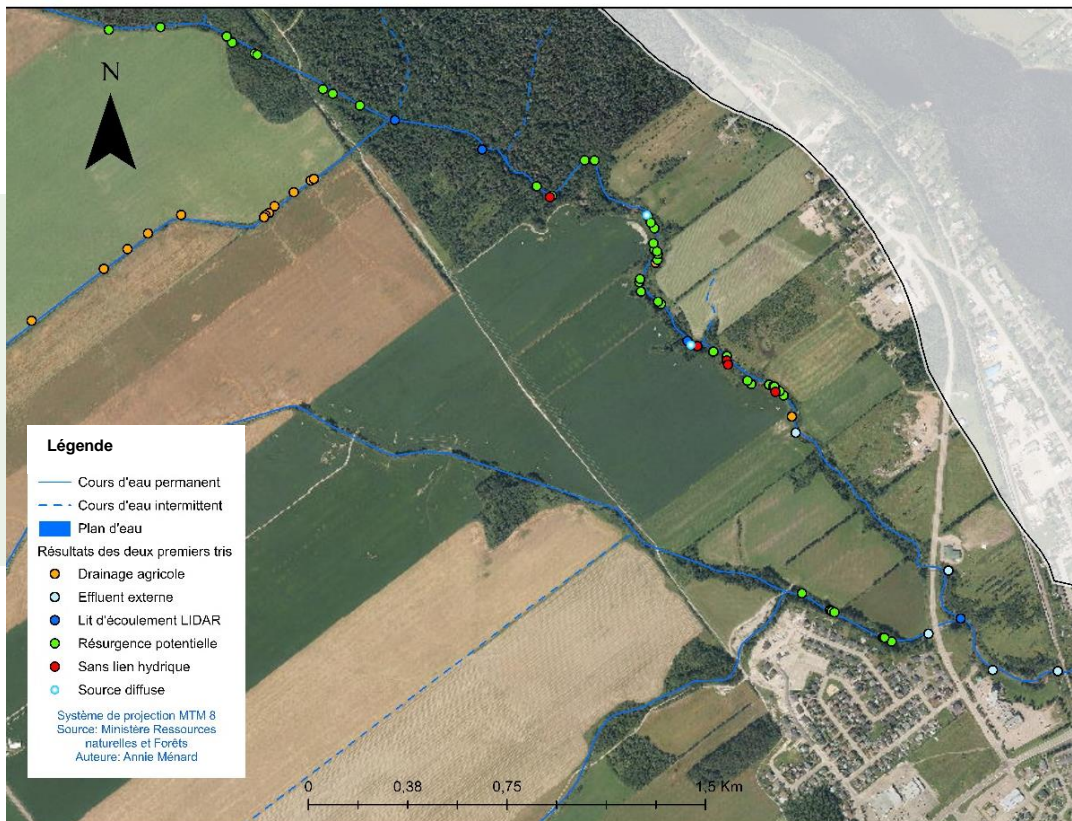 N
Légende
Cours d'eau permanent
Cours d'eau intermittent
Plan d'eau
Résultats des deux premiers tris
Drainage agricole
Effluent externe
Lit d'écoulement LIDAR
Résurgence potentielle
Sans lien hydrique
Source diffuse
Système de projection MTM 8
Source: Ministère Ressources
naturelles et Forêts
Auteure: Annie Ménard
0 0,38 0,75 1,5 Km